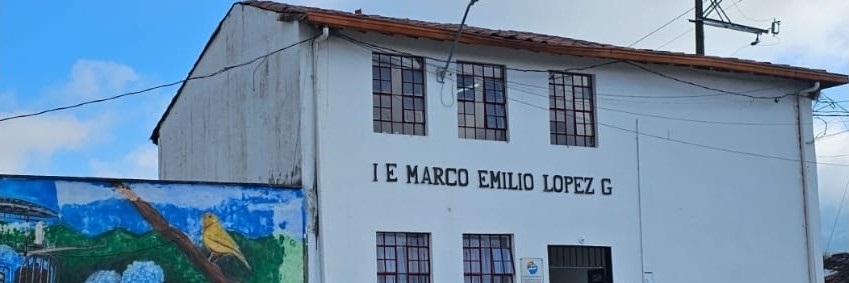 I E MARCO EMILIO LOPEZ G